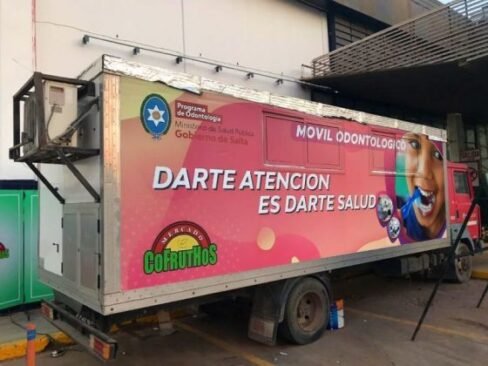 Programa
de Odontología
Ministerio de Salud Pública
Gobierno de Salta
MOVIL ODONTOLOGICO
DARTE ATENCION
ES DARTE SALUD
MERCADO
COFRUTHOS